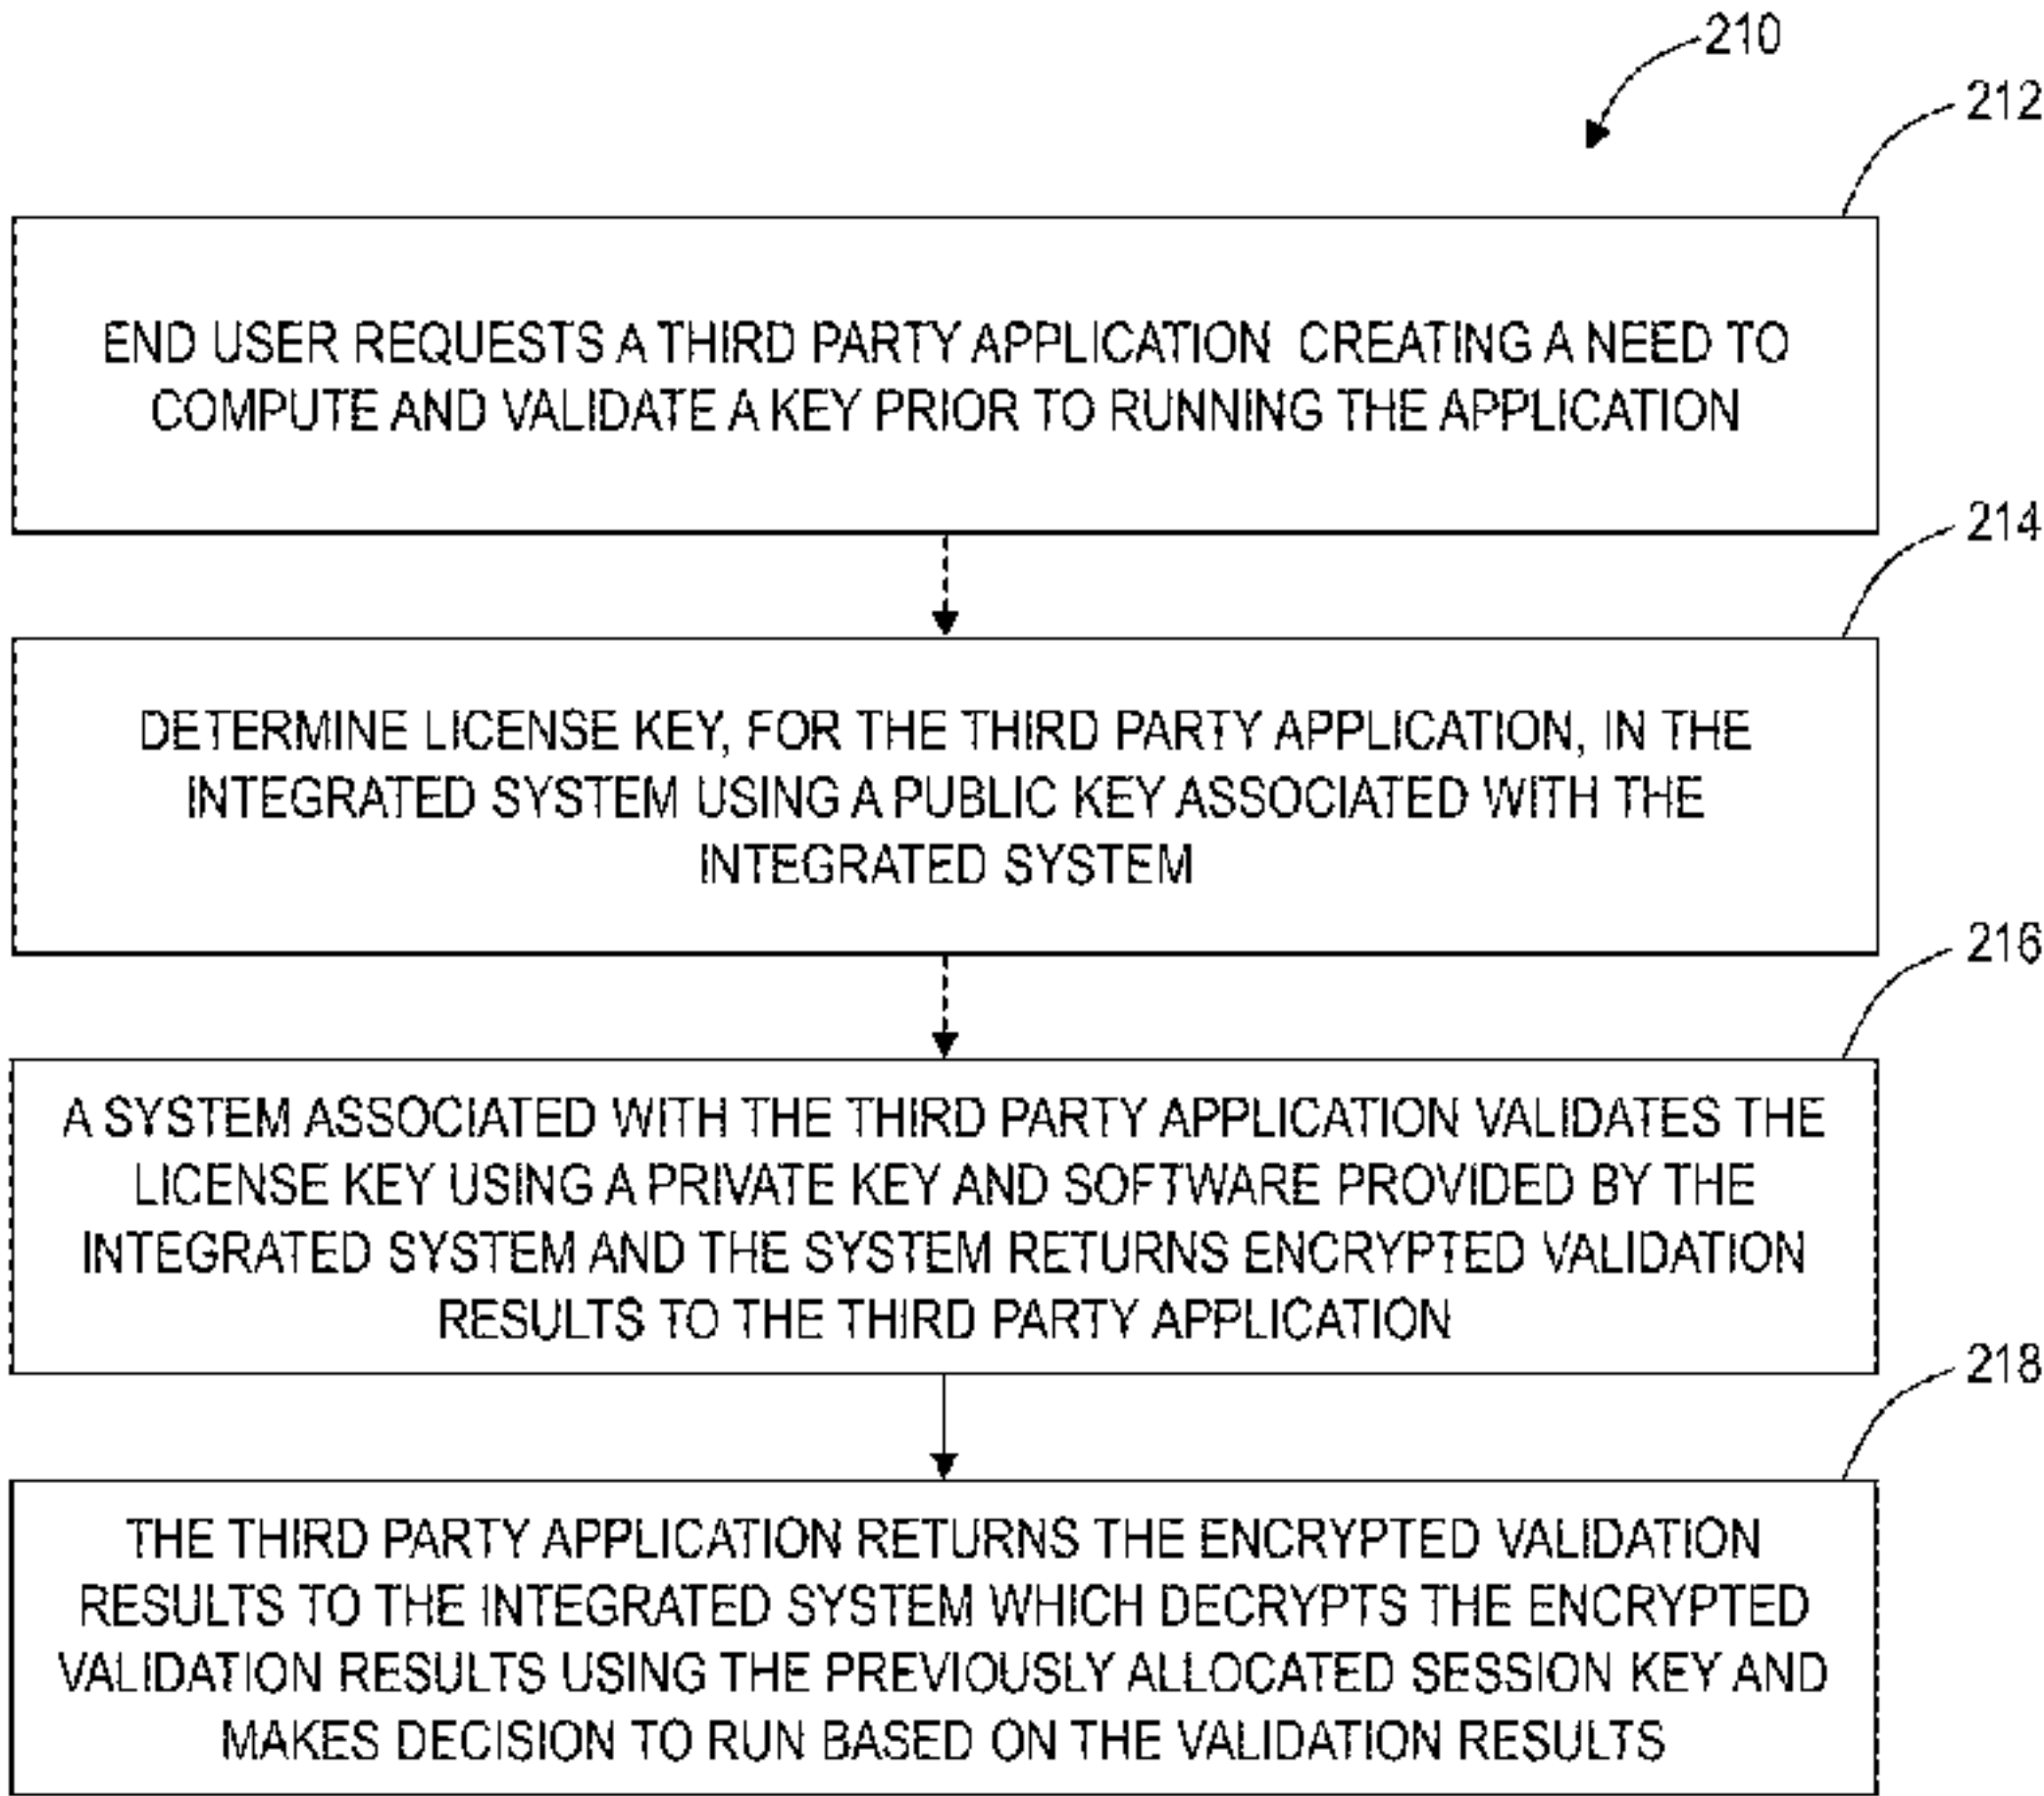 210
212
END USER REQUESTS A THIRD PARTY APPLICATION CREATING A NEED TO
COMPUTE AND VALIDATE A KEY PRIOR TO RUNNING THE APPLICATION
214
DETERMINE LICENSE KEY, FOR THE THIRD PARTY APPLICATION, IN THE
INTEGRATED SYSTEM USING A PUBLIC KEY ASSOCIATED WITH THE
INTEGRATED SYSTEM
216
A SYSTEM ASSOCIATED WITH THE THIRD PARTY APPLICATION VALIDATES THE
LICENSE KEY USING A PRIVATE KEY AND SOFTWARE PROVIDED BY THE
INTEGRATED SYSTEM AND THE SYSTEM RETURNS ENCRYPTED VALIDATION
RESULTS TO THE THIRD PARTY APPLICATION
218
THE THIRD PARTY APPLICATION RETURNS THE ENCRYPTED VALIDATION
RESULTS TO THE INTEGRATED SYSTEM WHICH DECRYPTS THE ENCRYPTED
VALIDATION RESULTS USING THE PREVIOUSLY ALLOCATED SESSION KEY AND
MAKES DECISION TO RUN BASED ON THE VALIDATION RESULTS